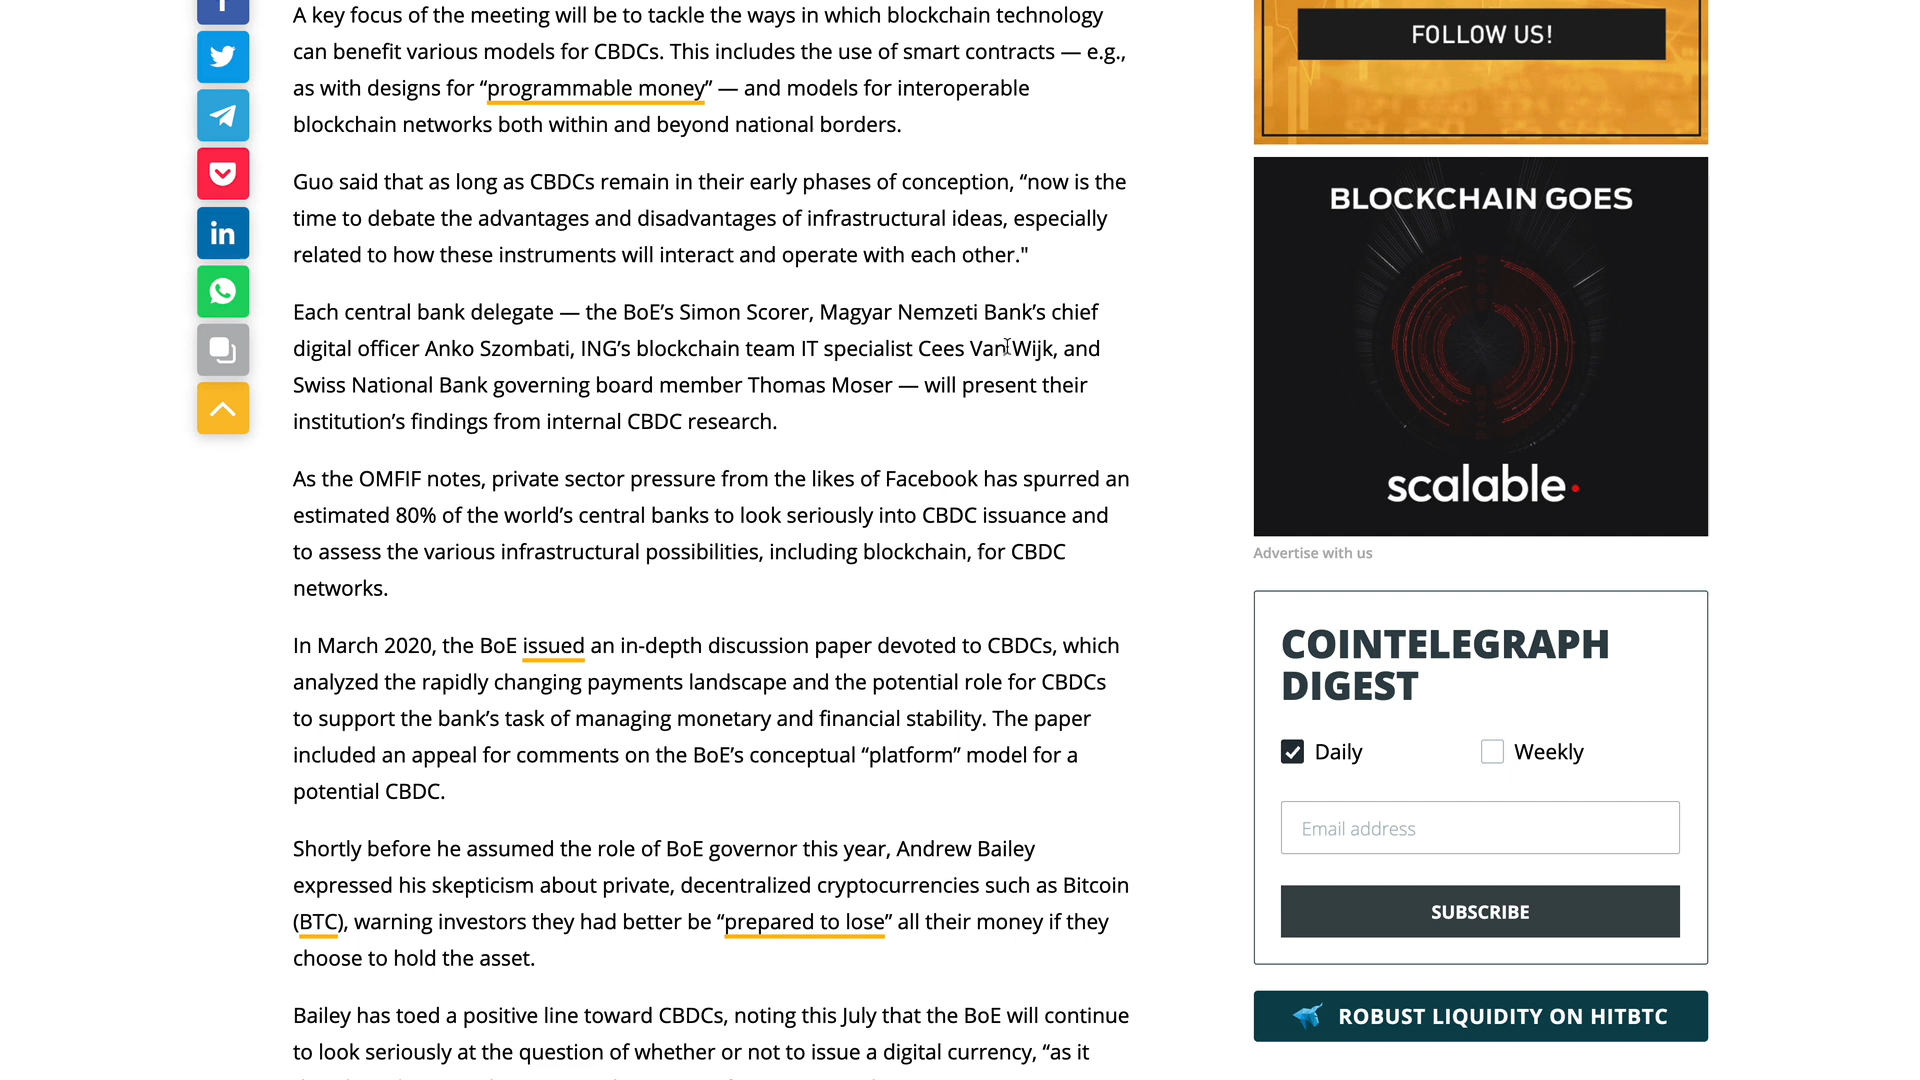 A key focus of the meeting will be to tackle the ways in which blockchain technology
can benefit various models for CBDCs. This includes the use of smart contracts — e.g.,
as with designs for “programmable money” — and models for interoperable
blockchain networks both within and beyond national borders.
Guo said that as long as CBDCs remain in their early phases of conception, “now is the
time to debate the advantages and disadvantages of infrastructural ideas, especially
related to how these instruments will interact and operate with each other."
Each central bank delegate — the BoE’s Simon Scorer, Magyar Nemzeti Bank’s chief
digital officer Anko Szombati, ING’s blockchain team IT specialist Cees Van Wijk, and
Swiss National Bank governing board member Thomas Moser — will present their
institution’s findings from internal CBDC research.
As the OMFIF notes, private sector pressure from the likes of Facebook has spurred an
estimated 80% of the world’s central banks to look seriously into CBDC issuance and
to assess the various infrastructural possibilities, including blockchain, for CBDC
networks.
In March 2020, the BoE issued an in-depth discussion paper devoted to CBDCs, which
analyzed the rapidly changing payments landscape and the potential role for CBDCs
to support the bank’s task of managing monetary and financial stability. The paper
included an appeal for comments on the BoE’s conceptual “platform” model for a
potential CBDC.
Shortly before he assumed the role of BoE governor this year, Andrew Bailey
expressed his skepticism about private, decentralized cryptocurrencies such as Bitcoin
(BTC), warning investors they had better be “prepared to lose” all their money if they
choose to hold the asset.
Bailey has toed a positive line toward CBDCs, noting this July that the BoE will continue
to look seriously at the question of whether or not to issue a digital currency, “as it
FOLLOW US!
BLOCKCHAIN GOES
scalable
Advertise with us
COINTELEGRAPH
DIGEST
Daily
Weekly
Email address
SUBSCRIBE
ROBUST LIQUIDITY ON HITBTC